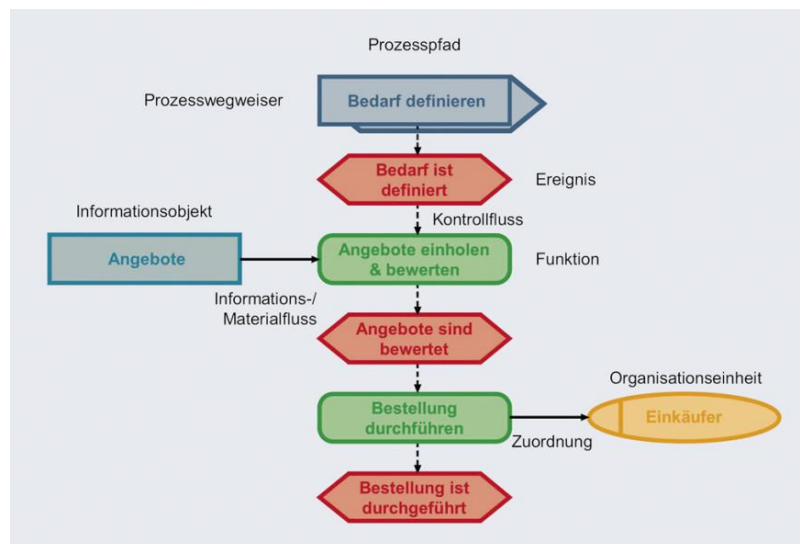 Prozesspfad
Prozesswegweiser
Bedarf definieren
Bedarf ist
definiert
Ereignis
Informationsobjekt
Kontrollfluss
Angebote
Angebote einholen
& bewerten
Funktion
Informations-/
Materialfluss
Angebote sind
bewertet
Organisationseinheit
Bestellung
durchführen
Einkäufer
Zuordnung
Bestellung ist
durchgeführt